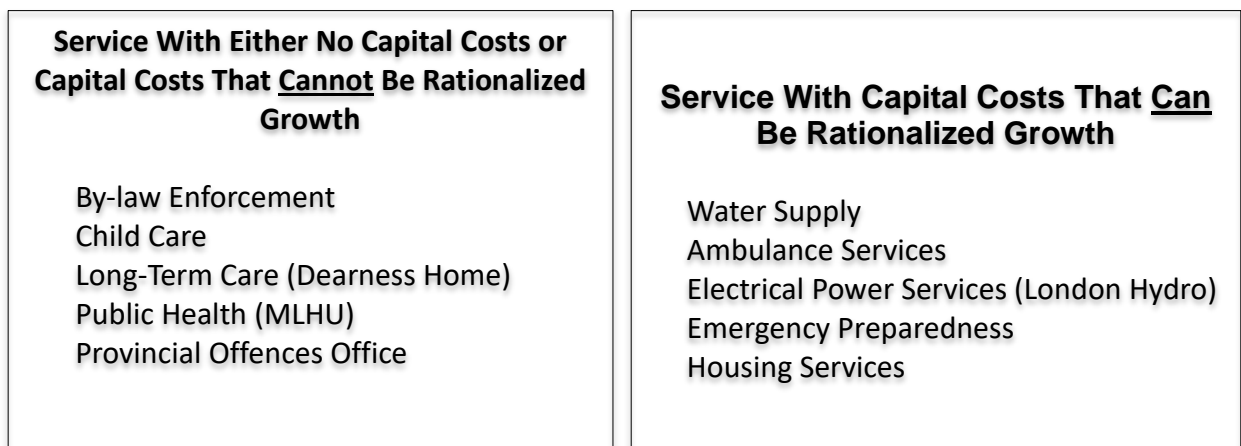 Service With Either No Capital Costs or
Capital Costs That Cannot Be Rationalized
Growth
By-law Enforcement
Child Care
Long-Term Care (Dearness Home)
Public Health (MLHU)
Provincial Offences Office
Service With Capital Costs That Can
Be Rationalized Growth
Water Supply
Ambulance Services
Electrical Power Services (London Hydro)
Emergency Preparedness
Housing Services